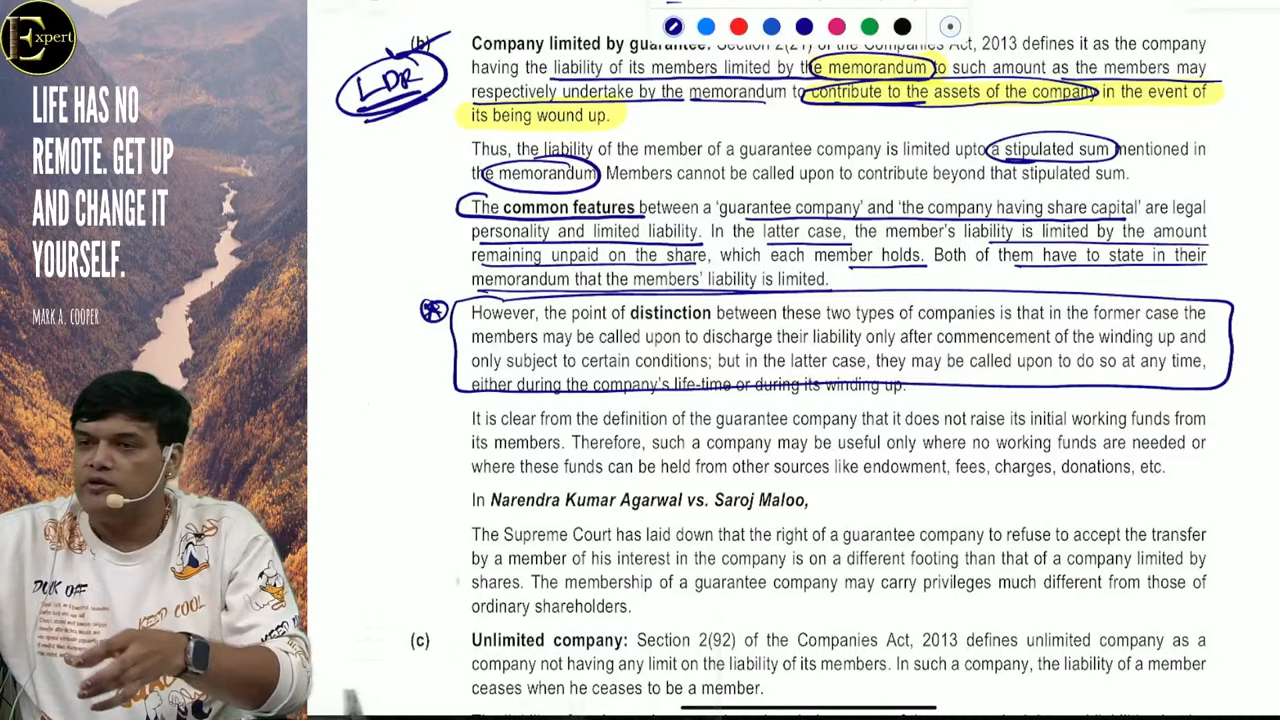 Expert
LIFE HAS NO
REMOTE. GET UP
AND CHANGE IT
YOURSELF.
MARK A. COOPER
LDR
(b) Company limited by guarantee: Section 2(21) of the Companies Act, 2013 defines it as the company
having the liability of its members limited by the memorandum to such amount as the members may
respectively undertake by the memorandum to contribute to the assets of the company in the event of
its being wound up.
Thus, the liability of the member of a guarantee company is limited upto a stipulated sum mentioned in
the memorandum. Members cannot be called upon to contribute beyond that stipulated sum.
The common features between a ‘guarantee company’ and ‘the company having share capital’ are legal
personality and limited liability. In the latter case, the member’s liability is limited by the amount
remaining unpaid on the share, which each member holds. Both of them have to state in their
memorandum that the members’ liability is limited.
However, the point of distinction between these two types of companies is that in the former case the
members may be called upon to discharge their liability only after commencement of the winding up and
only subject to certain conditions; but in the latter case, they may be called upon to do so at any time,
either during the company’s life-time or during its winding up.
It is clear from the definition of the guarantee company that it does not raise its initial working funds from
its members. Therefore, such a company may be useful only where no working funds are needed or
where these funds can be held from other sources like endowment, fees, charges, donations, etc.
In Narendra Kumar Agarwal vs. Saroj Maloo,
The Supreme Court has laid down that the right of a guarantee company to refuse to accept the transfer
by a member of his interest in the company is on a different footing than that of a company limited by
shares. The membership of a guarantee company may carry privileges much different from those of
ordinary shareholders.
(c) Unlimited company: Section 2(92) of the Companies Act, 2013 defines unlimited company as a
company not having any limit on the liability of its members. In such a company, the liability of a member
ceases when he ceases to be a member.
DUCK OFF
KEEP COOL